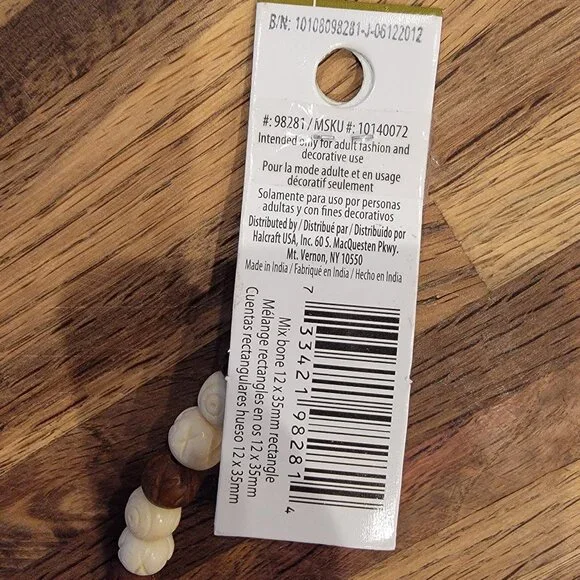 B/N: 10108098281-J-06122012
#: 98281 / MSKU #: 10140072
Intended only for adult fashion and
decorative use
Pour la mode adulte et en usage
décoratif seulement
Solamente para uso por personas
adultas y con fines decorativos
Distributed by / Distribué par / Distribuido por
Halcraft USA, Inc. 60 S. MacQuesten Pkwy.
Mt. Vernon, NY 10550
Made in India / Fabriqué en India / Hecho en India
Mix bone 12 x 35mm rectangle
Mélange rectangles en os 12 x 35mm
Cuentas rectangulares hueso 12 x 35mm
7 33421 98281 4